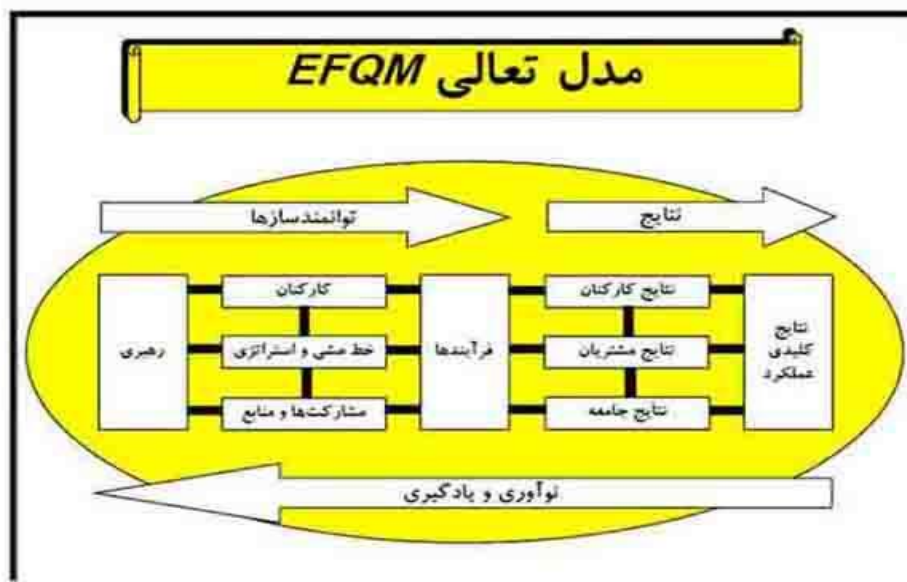 مدل تعالی EFQM
توانمندسازها
نتایج
رهبری
کارکنان
خط مشی و استراتژی
مشارکت‌ها و منابع
فرآیندها
نتایج کارکنان
نتایج مشتریان
نتایج جامعه
نتایج
کلیدی
عملکرد
نوآوری و یادگیری